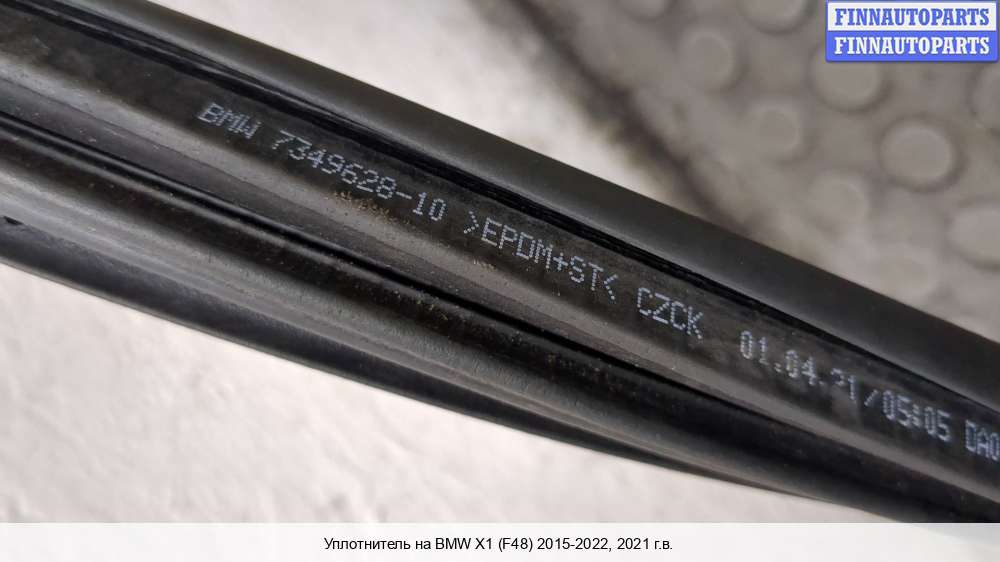 FINNAUTOPARTS
FINNAUTOPARTS
BMW 7349628-10 >EPDM+ST< CZCK 01.04.21/05:05 DA0
Уплотнитель на BMW X1 (F48) 2015-2022, 2021 г.в.